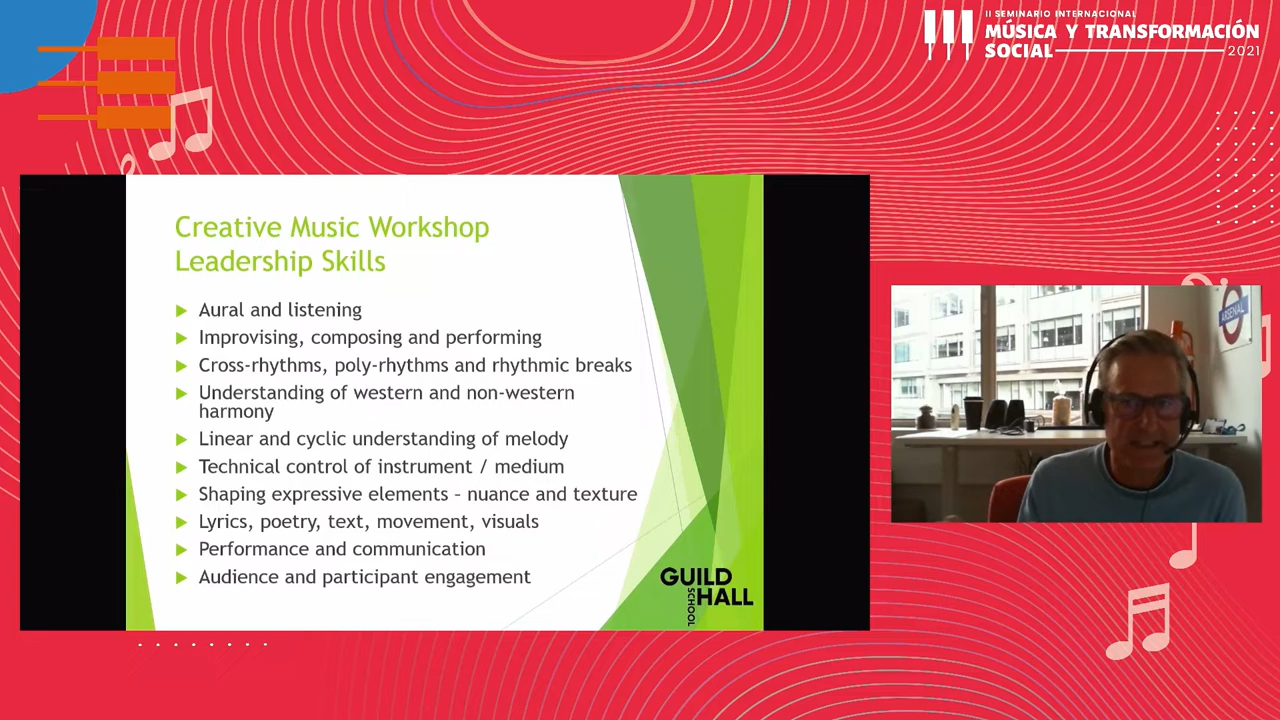 II SEMINARIO INTERNACIONAL
MÚSICA Y TRANSFORMACIÓN
SOCIAL
2021
Creative Music Workshop
Leadership Skills
Aural and listening
Improvising, composing and performing
Cross-rhythms, poly-rhythms and rhythmic breaks
Understanding of western and non-western
harmony
Linear and cyclic understanding of melody
Technical control of instrument / medium
Shaping expressive elements – nuance and texture
Lyrics, poetry, text, movement, visuals
Performance and communication
Audience and participant engagement
GUILD
SCHOOL
HALL
ARSENAL